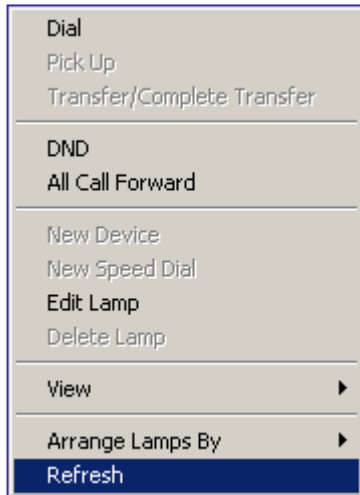 Dial
Pick Up
Transfer/Complete Transfer
DND
All Call Forward
New Device
New Speed Dial
Edit Lamp
Delete Lamp
View
Arrange Lamps By
Refresh